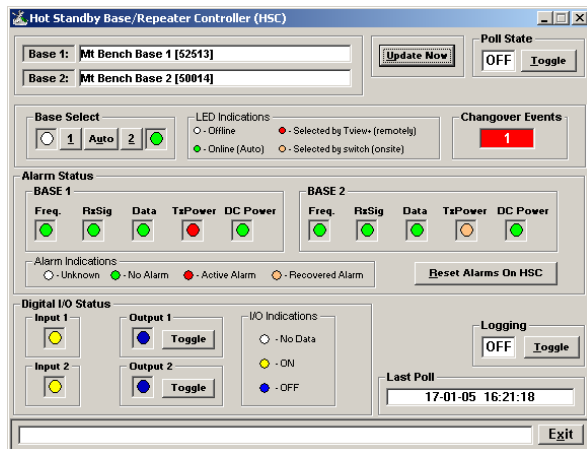 Hot Standby Base/Repeater Controller (HSC)
Base 1: Mt Bench Base 1 [52513]
Base 2: Mt Bench Base 2 [50014]
Update Now
Poll State
OFF Toggle
Base Select
1 Auto 2
LED Indications
- Offline
- Selected by Tview+ (remotely)
- Online (Auto)
- Selected by switch (onsite)
Changover Events
1
Alarm Status
BASE 1
Freq. RxSig Data TxPower DC Power
BASE 2
Freq. RxSig Data TxPower DC Power
Alarm Indications
- Unknown - No Alarm - Active Alarm - Recovered Alarm
Reset Alarms On HSC
Digital I/O Status
Input 1
Output 1
Toggle
Input 2
Output 2
Toggle
I/O Indications
- No Data
- ON
- OFF
Logging
OFF Toggle
Last Poll
17-01-05 16:21:18
Exit